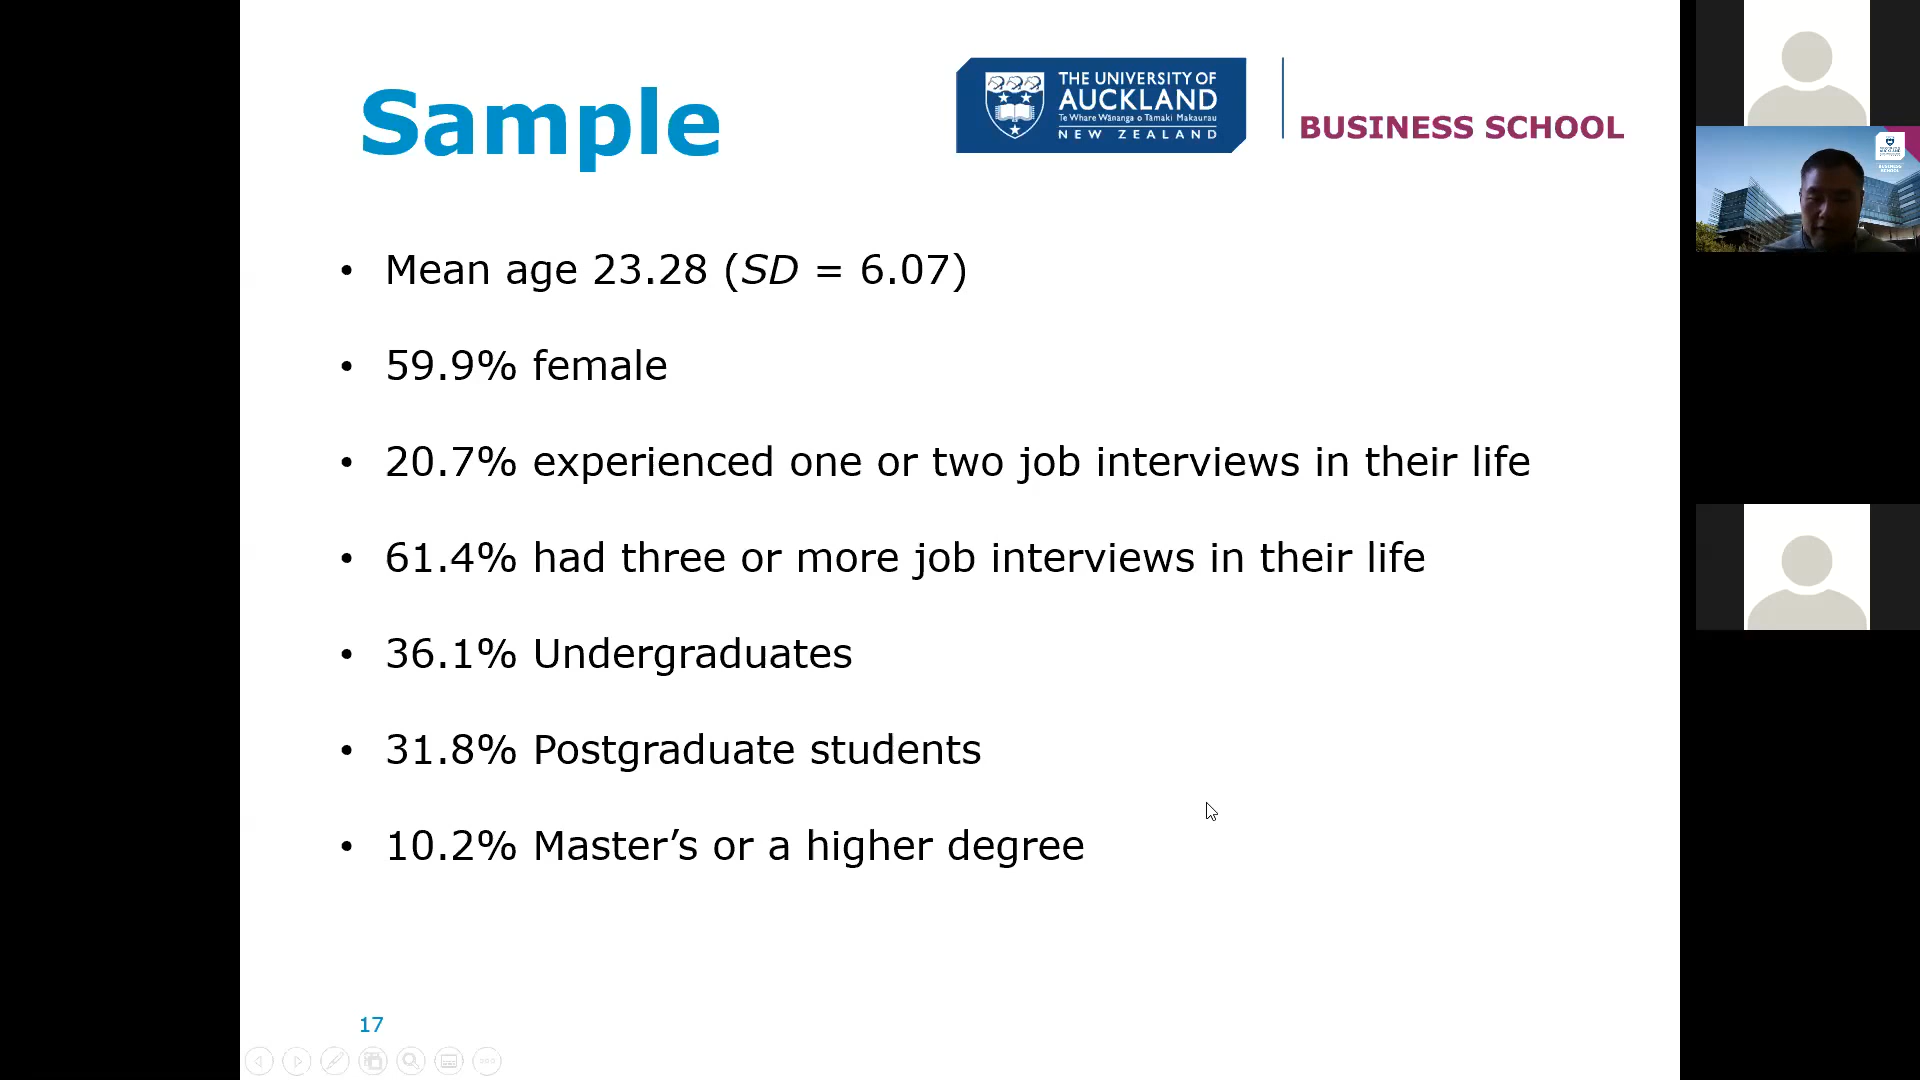 Sample
THE UNIVERSITY OF
AUCKLAND
Te Whare Wānanga o Tāmaki Makaurau
NEW ZEALAND
BUSINESS SCHOOL
• Mean age 23.28 (SD = 6.07)
• 59.9% female
• 20.7% experienced one or two job interviews in their life
• 61.4% had three or more job interviews in their life
• 36.1% Undergraduates
• 31.8% Postgraduate students
• 10.2% Master’s or a higher degree
17